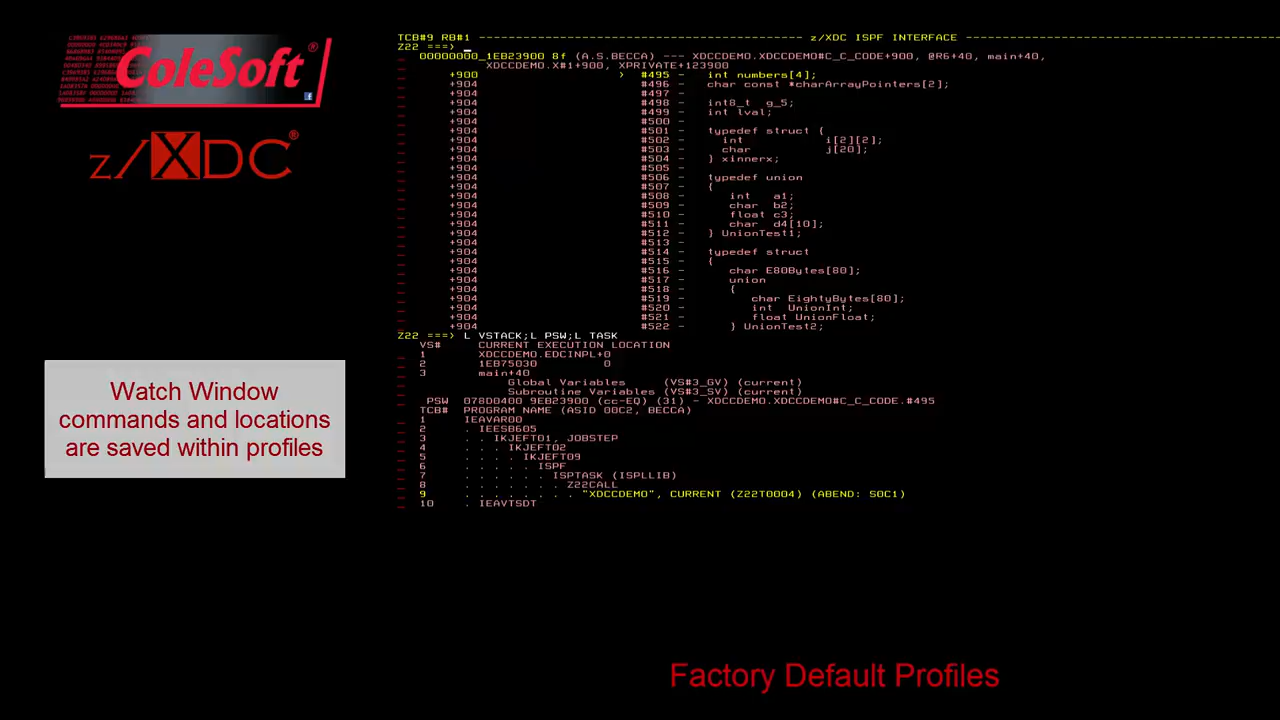 ColeSoft®
z/XDC®
Watch Window
commands and locations
are saved within profiles
TCB#9 RB#1 ---------------------------------------------- z/XDC ISPF INTERFACE --------------------------------------------
Z22 ===> _
00000000_1EB23900 8f (A.S.BECCA) --- XDCCDEMO.XDCCDEMO#C_C_CODE+900, @R6+40, main+40,
XDCCDEMO.X#1+900, XPRIVATE+123900
_ +900 > #495 - int numbers[4];
_ +904 #496 - char const *charArrayPointers[2];
_ +904 #497 -
_ +904 #498 - int8_t g_5;
_ +904 #499 - int lval;
_ +904 #500 -
_ +904 #501 - typedef struct {
_ +904 #502 - int i[2][2];
_ +904 #503 - char j[20];
_ +904 #504 - } xinnerx;
_ +904 #505 -
_ +904 #506 - typedef union
_ +904 #507 - {
_ +904 #508 - int a1;
_ +904 #509 - char b2;
_ +904 #510 - float c3;
_ +904 #511 - char d4[10];
_ +904 #512 - } UnionTest1;
_ +904 #513 -
_ +904 #514 - typedef struct
_ +904 #515 - {
_ +904 #516 - char E80Bytes[80];
_ +904 #517 - union
_ +904 #518 - {
_ +904 #519 - char EightyBytes[80];
_ +904 #520 - int UnionInt;
_ +904 #521 - float UnionFloat;
_ +904 #522 - } UnionTest2;
Z22 ===> L VSTACK;L PSW;L TASK
_ VS# CURRENT EXECUTION LOCATION
_ 1 XDCCDEMO.EDCINPL+0
_ 2 1EB75030 0
_ 3 main+40
_ Global Variables (VS#3_GV) (current)
_ Subroutine Variables (VS#3_SV) (current)
_ PSW 078D0400 9EB23900 (cc-EQ) (31) - XDCCDEMO.XDCCDEMO#C_C_CODE.#495
_ TCB# PROGRAM NAME (ASID 00C2, BECCA)
_ 1 IEAVAR00
_ 2 . IEESB605
_ 3 . . IKJEFT01, JOBSTEP
_ 4 . . . IKJEFT02
_ 5 . . . . IKJEFT09
_ 6 . . . . . ISPF
_ 7 . . . . . . ISPTASK (ISPLLIB)
_ 8 . . . . . . . Z22CALL
_ 9 . . . . . . . . "XDCCDEMO", CURRENT (Z22T0004) (ABEND: S0C1)
_ 10 . IEAVTSDT
Factory Default Profiles